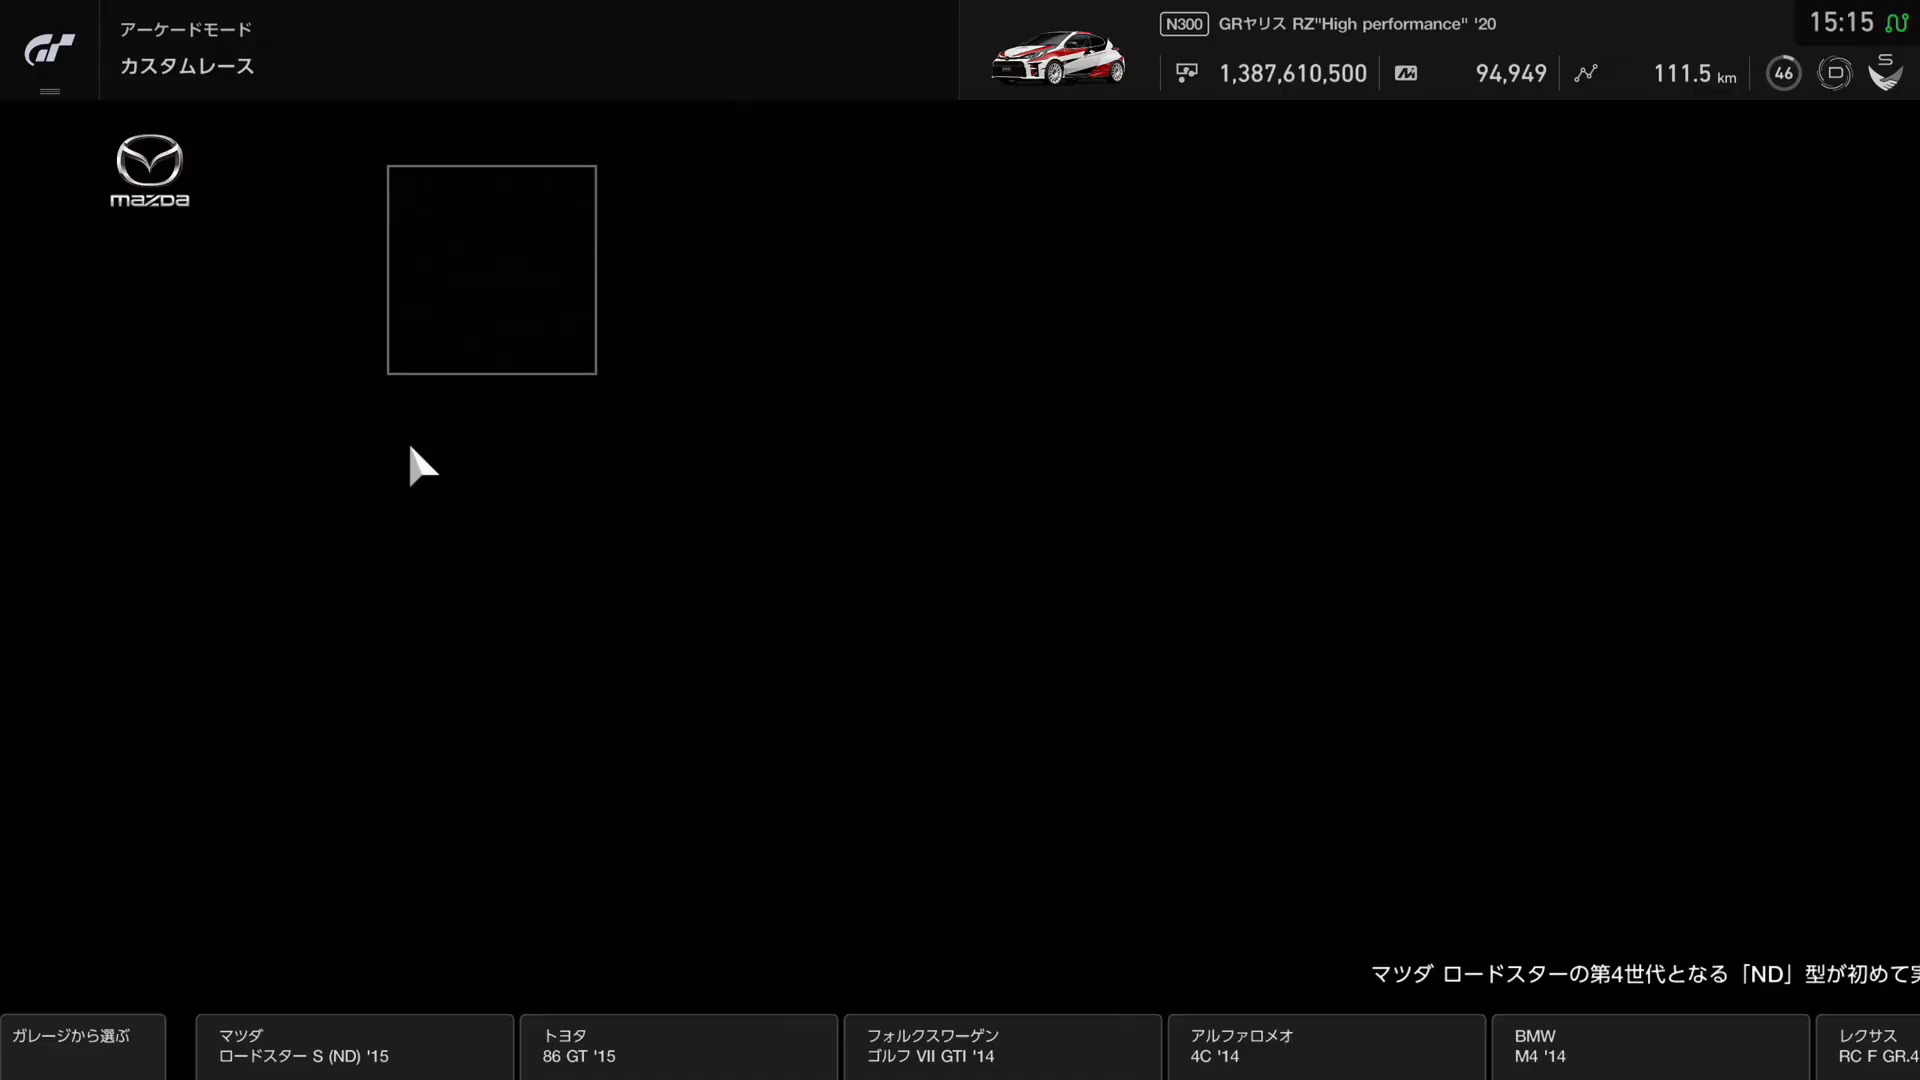 アーケードモード
カスタムレース
N300 GRヤリス RZ"High performance" '20
1,387,610,500
94,949
111.5 km
46
D
S
15:15
mazda
マツダ ロードスターの第4世代となる「ND」型が初めて実
ガレージから選ぶ
マツダ
ロードスター S (ND) '15
トヨタ
86 GT '15
フォルクスワーゲン
ゴルフ VII GTI '14
アルファロメオ
4C '14
BMW
M4 '14
レクサス
RC F GR.4